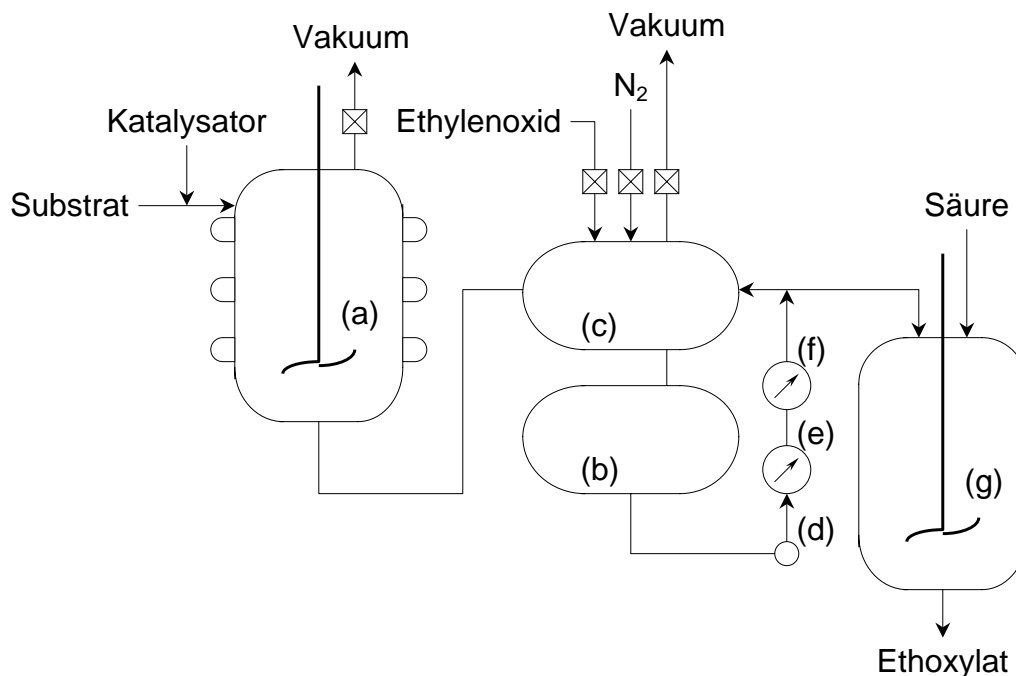 Vakuum
Vakuum
N₂
Katalysator
Ethylenoxid
Substrat
Säure
(a)
(c)
(f)
(e)
(b)
(g)
(d)
Ethoxylat